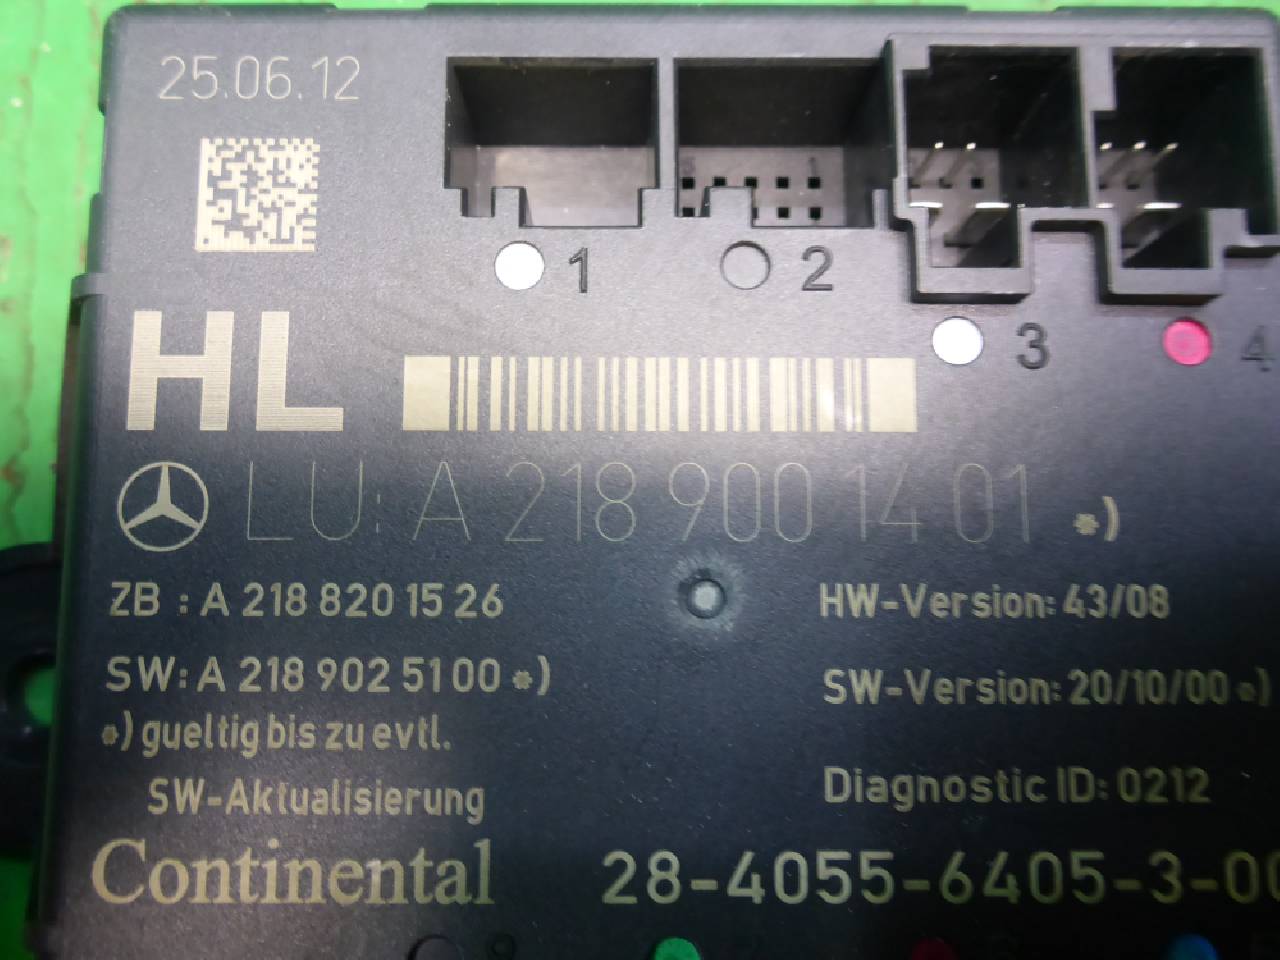 25.06.12
1
2
3
4
HL
LU: A 218 900 14 01 *)
ZB : A 218 820 15 26
HW-Version: 43/08
SW: A 218 902 51 00 *)
SW-Version: 20/10/00 *)
*) gueltig bis zu evtl.
SW-Aktualisierung
Diagnostic ID: 0212
Continental
28-4055-6405-3-0